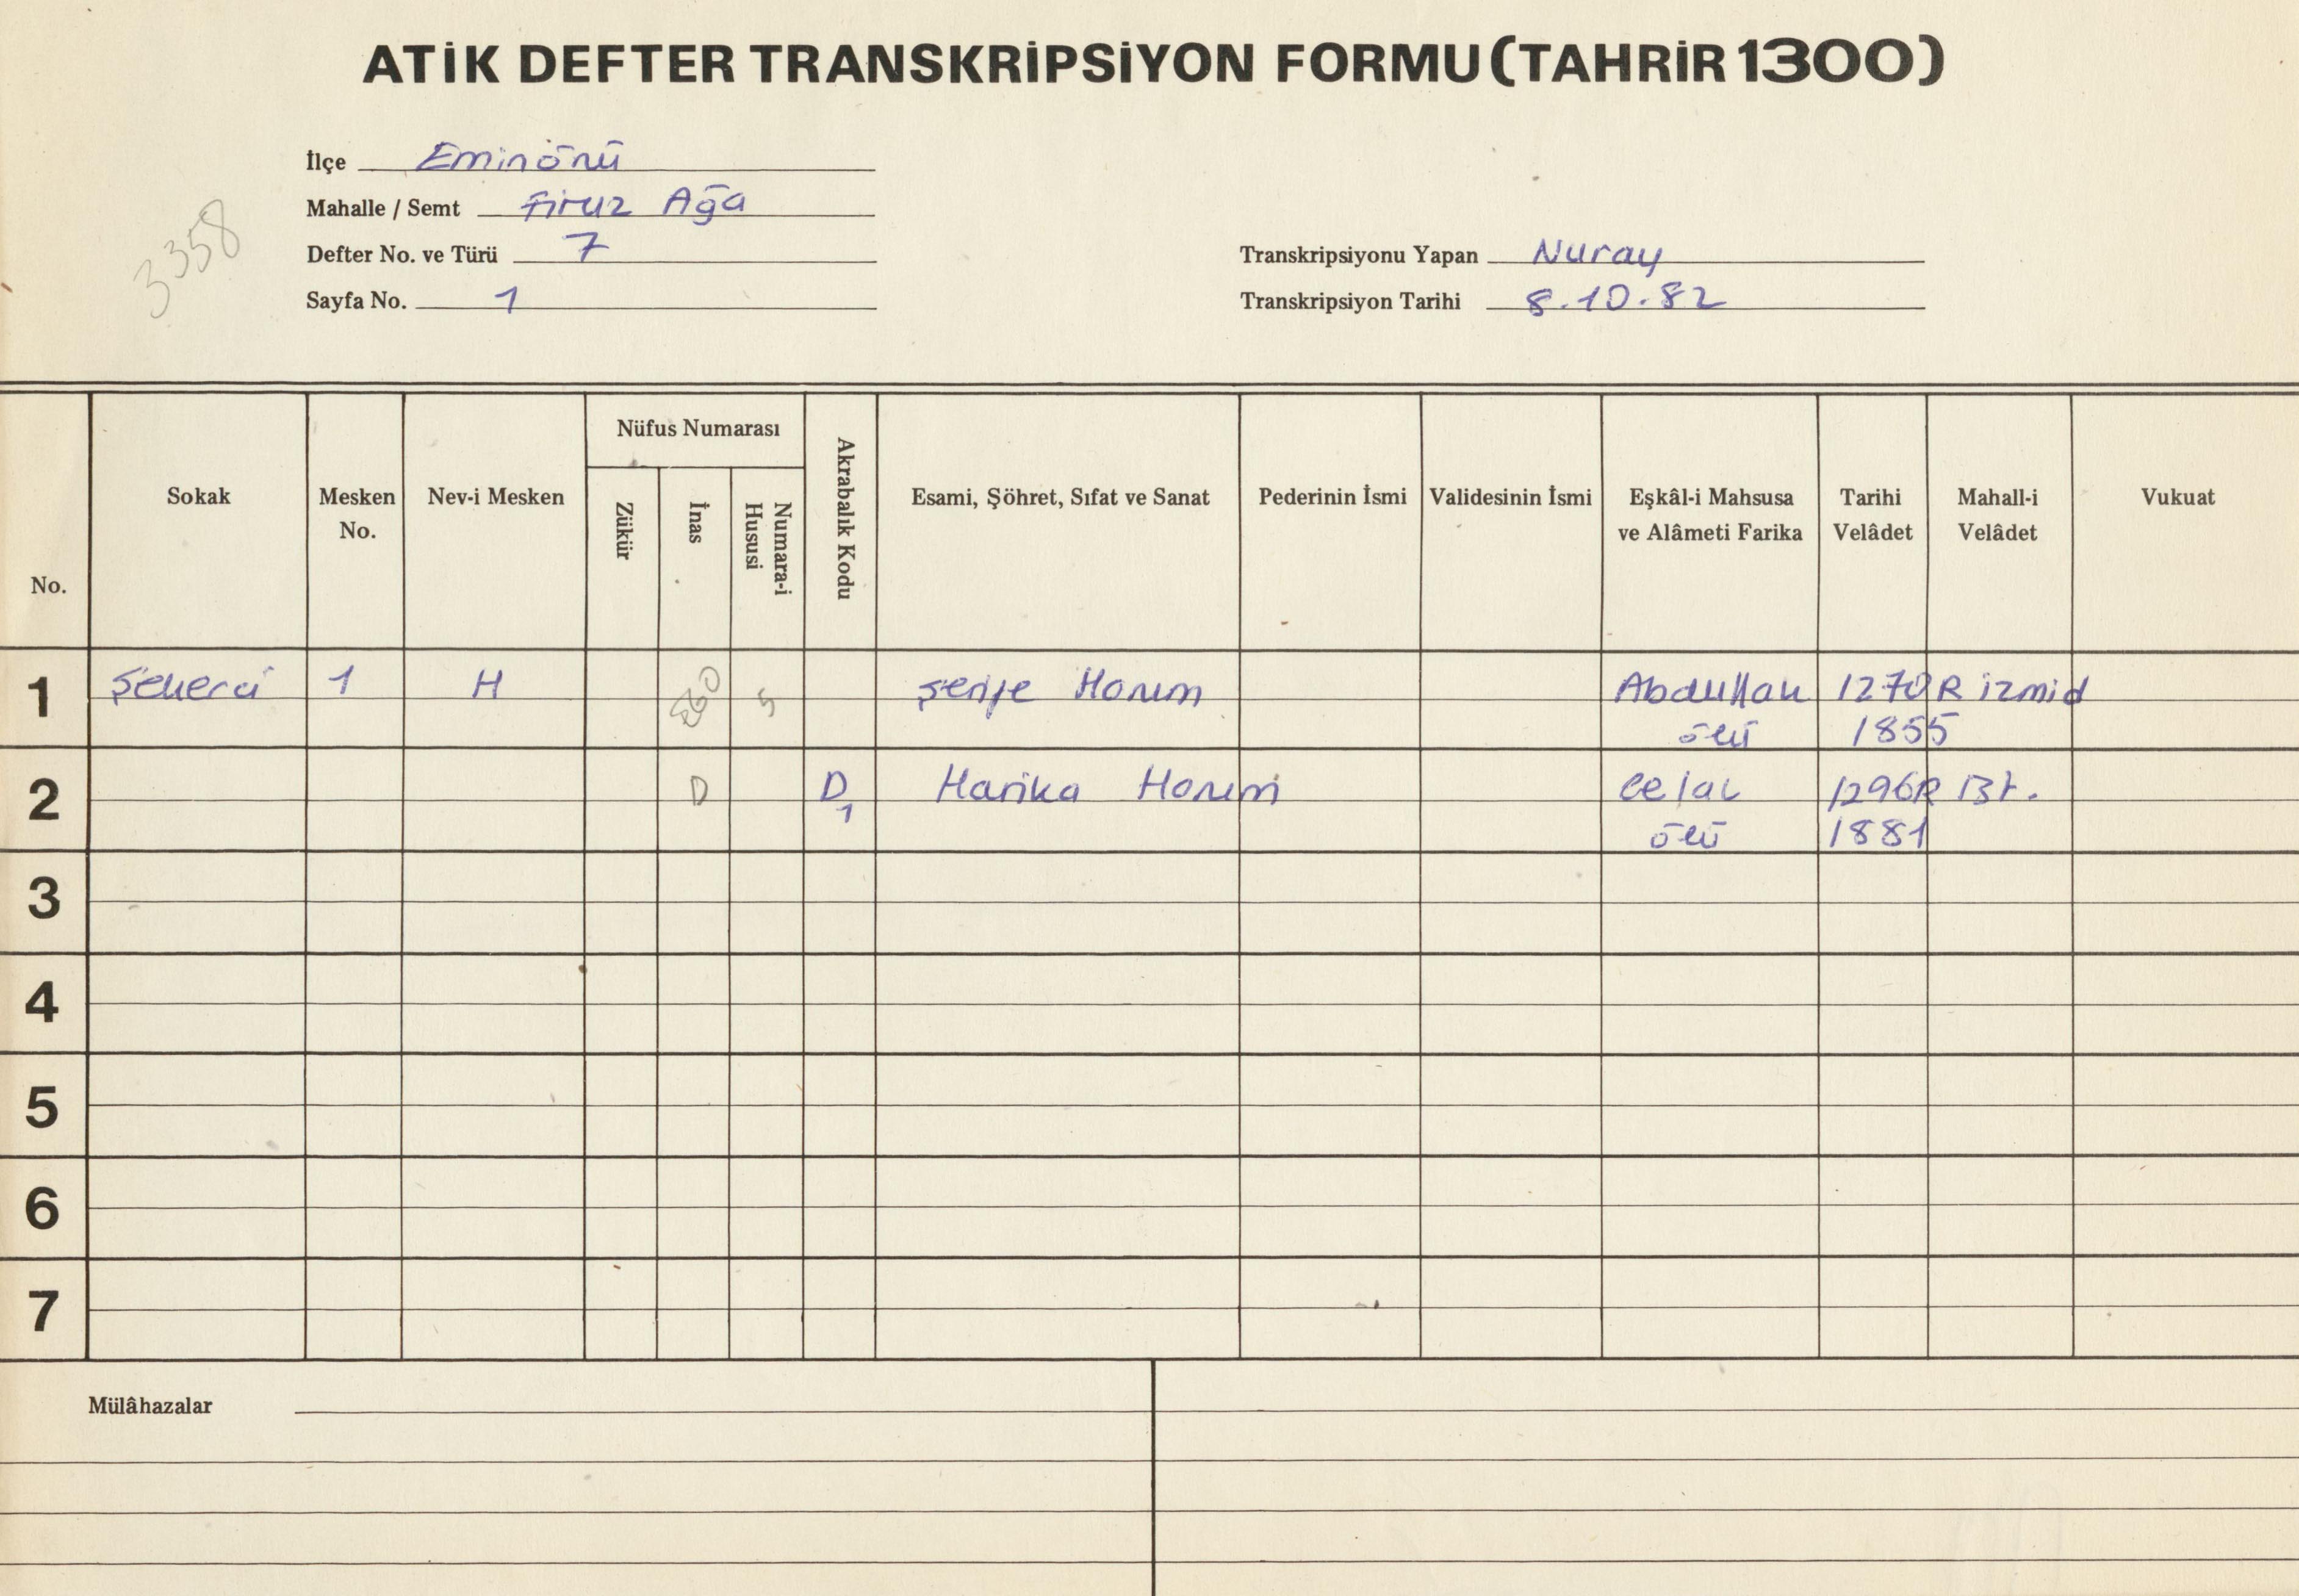 ATİK DEFTER TRANSKRİPSİYON FORMU (TAHRİR 1300)
İlçe Eminönü
Mahalle / Semt Firuz Ağa
Defter No. ve Türü 7
Sayfa No. 1
3358
Transkripsiyonu Yapan Nuray
Transkripsiyon Tarihi 8.10.82
No.
Sokak
Mesken
No.
Nev-i Mesken
Nüfus Numarası
Zükür
İnas
Numara-i
Hususi
Akrabalık Kodu
Esami, Şöhret, Sıfat ve Sanat
Pederinin İsmi
Validesinin İsmi
Eşkâl-i Mahsusa
ve Alâmeti Farika
Tarihi
Velâdet
Mahall-i
Velâdet
Vukuat
1 Şekerci 1 H 5 Şerife Hanım Abdullah 1270R İzmid
ölü 1855
2 D D1 Harika Hanım Celal 1296R İst.
ölü 1881
3
4
5
6
7
Mülâhazalar